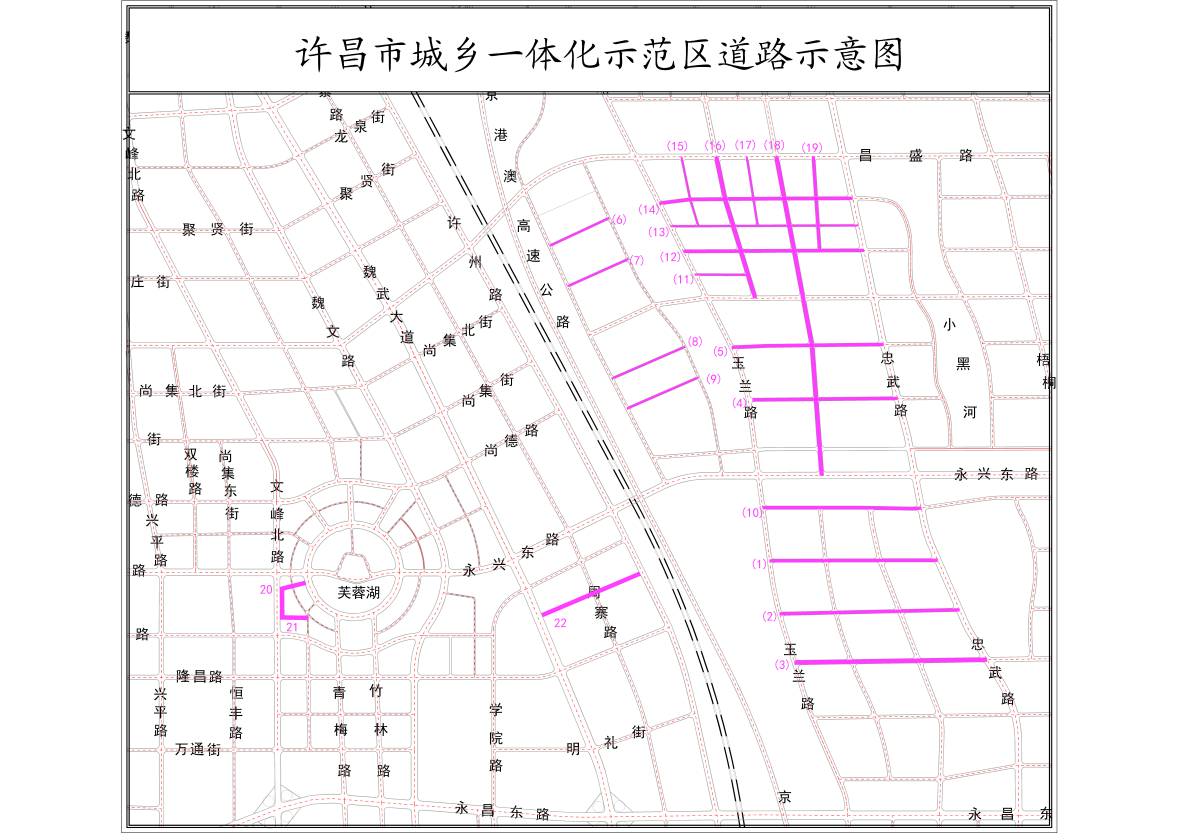 许昌市城乡一体化示范区道路示意图
文峰北路
龙泉街
聚贤街
聚贤街
庄街
尚集北街
魏文路
魏武大道
尚集北街
尚集街
尚德路
许州路
京港澳高速公路
昌盛路
(15)
(16)
(17)
(18)
(19)
(14)
(13)
(12)
(11)
(6)
(7)
(8)
(9)
(5)
(4)
玉兰路
忠武路
小黑河
梧桐
街
双楼路
尚集东街
文峰北路
德路
兴平路
路
永兴东路
永兴东路
(10)
(1)
(2)
(3)
玉兰路
忠武路
芙蓉湖
20
21
22
周寨路
路
隆昌路
兴平路
恒丰路
万通街
青梅路
竹林路
学院路
明礼街
永昌东路
京
永昌东